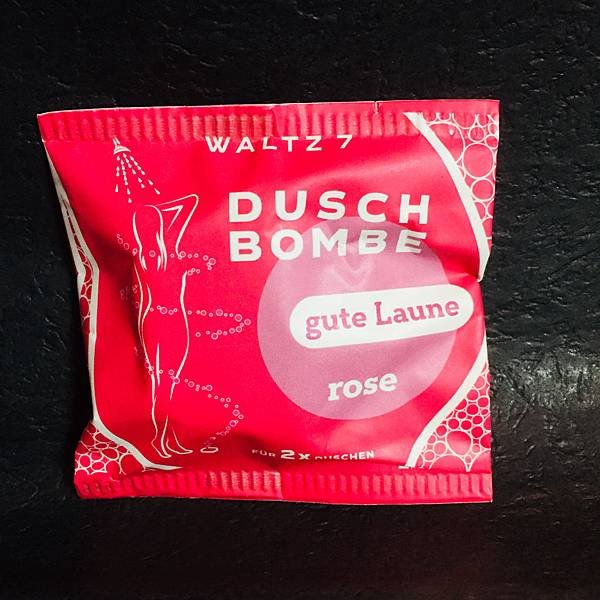 WALTZ 7
DUSCH
BOMBE
gute Laune
rose
FÜR 2x DUSCHEN